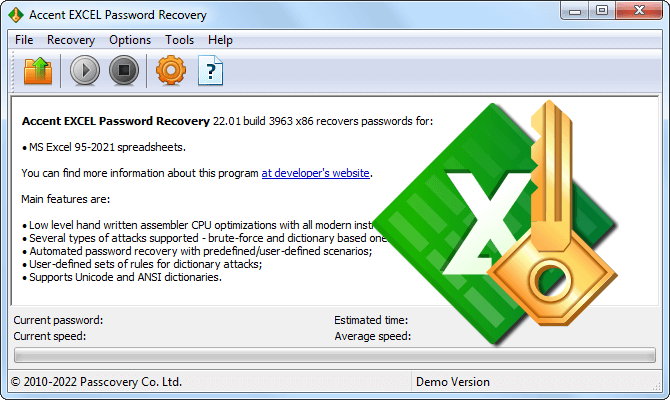 Accent EXCEL Password Recovery
File Recovery Options Tools Help
?
Accent EXCEL Password Recovery 22.01 build 3963 x86 recovers passwords for:
• MS Excel 95-2021 spreadsheets.
You can find more information about this program at developer's website.
Main features are:
• Low level hand written assembler CPU optimizations with all modern
• Several types of attacks supported - brute-force and dictionary based
• Automated password recovery with predefined/user-defined scenarios;
• User-defined sets of rules for dictionary attacks;
• Supports Unicode and ANSI dictionaries.
X
Current password: Estimated time:
Current speed: Average speed:
© 2010-2022 Passcovery Co. Ltd. Demo Version